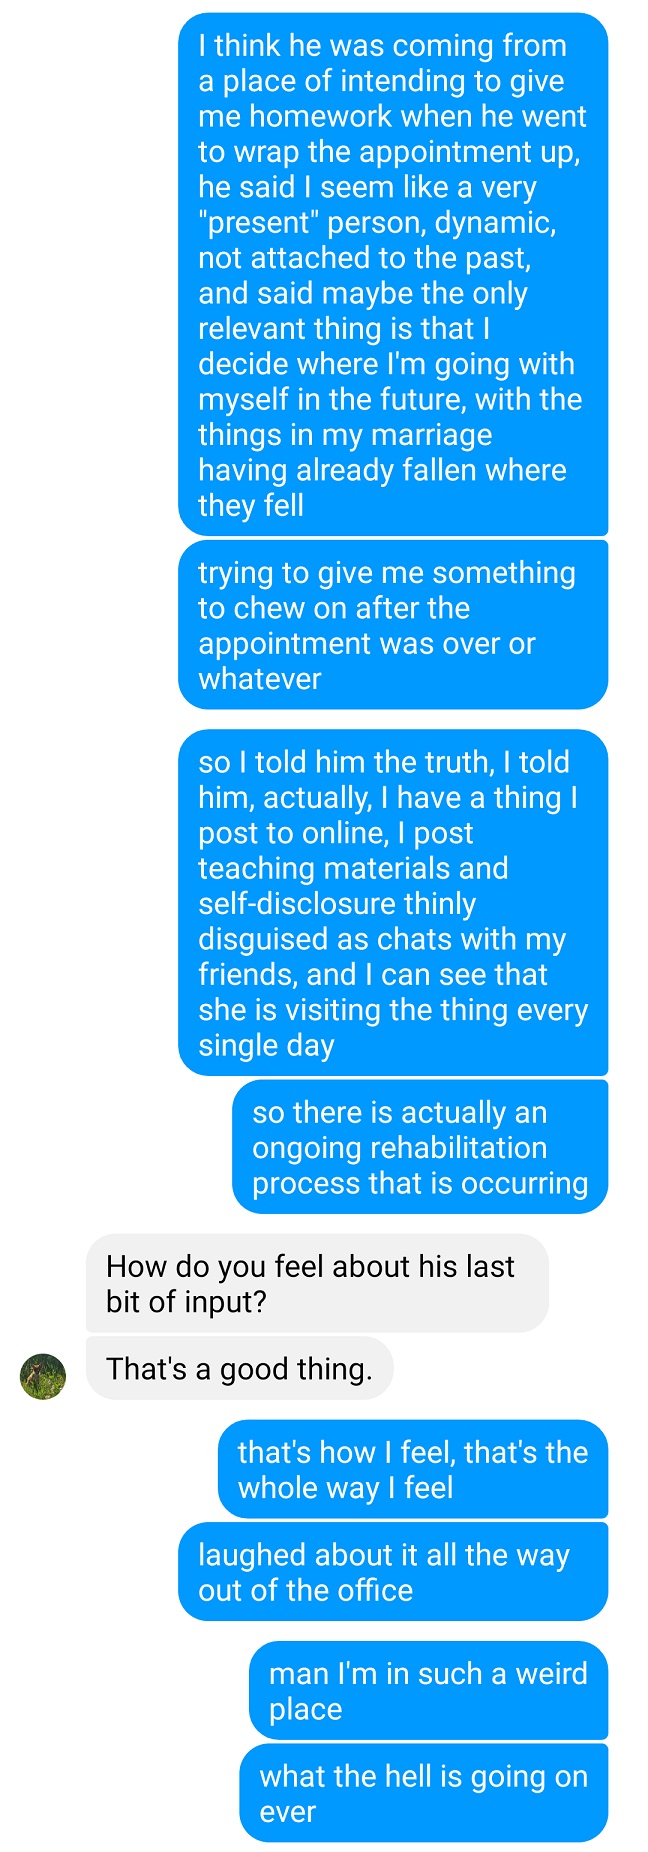 I think he was coming from
a place of intending to give
me homework when he went
to wrap the appointment up,
he said I seem like a very
"present" person, dynamic,
not attached to the past,
and said maybe the only
relevant thing is that I
decide where I'm going with
myself in the future, with the
things in my marriage
having already fallen where
they fell
trying to give me something
to chew on after the
appointment was over or
whatever
so I told him the truth, I told
him, actually, I have a thing I
post to online, I post
teaching materials and
self-disclosure thinly
disguised as chats with my
friends, and I can see that
she is visiting the thing every
single day
so there is actually an
ongoing rehabilitation
process that is occurring
How do you feel about his last
bit of input?
That's a good thing.
that's how I feel, that's the
whole way I feel
laughed about it all the way
out of the office
man I'm in such a weird
place
what the hell is going on
ever